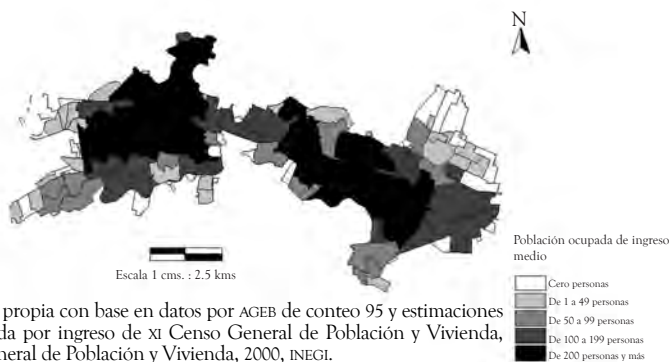 N
Escala 1 cms. : 2.5 kms
Población ocupada de ingreso
medio
Cero personas
De 1 a 49 personas
De 50 a 99 personas
De 100 a 199 personas
De 200 personas y más
propia con base en datos por AGEB de conteo 95 y estimaciones
da por ingreso de XI Censo General de Población y Vivienda,
neral de Población y Vivienda, 2000, INEGI.